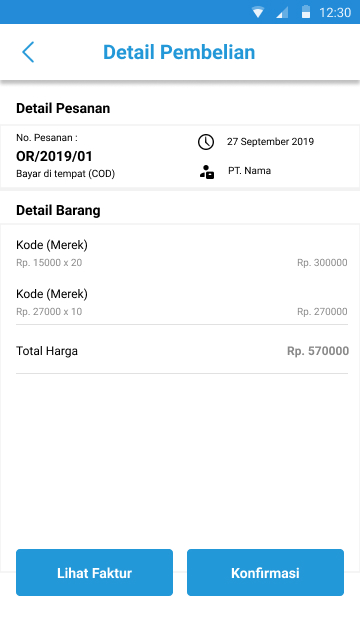 12:30
Detail Pembelian
Detail Pesanan
No. Pesanan :
OR/2019/01
Bayar di tempat (COD)
27 September 2019
PT. Nama
Detail Barang
Kode (Merek)
Rp. 15000 x 20 Rp. 300000
Kode (Merek)
Rp. 27000 x 10 Rp. 270000
Total Harga Rp. 570000
Lihat Faktur Konfirmasi